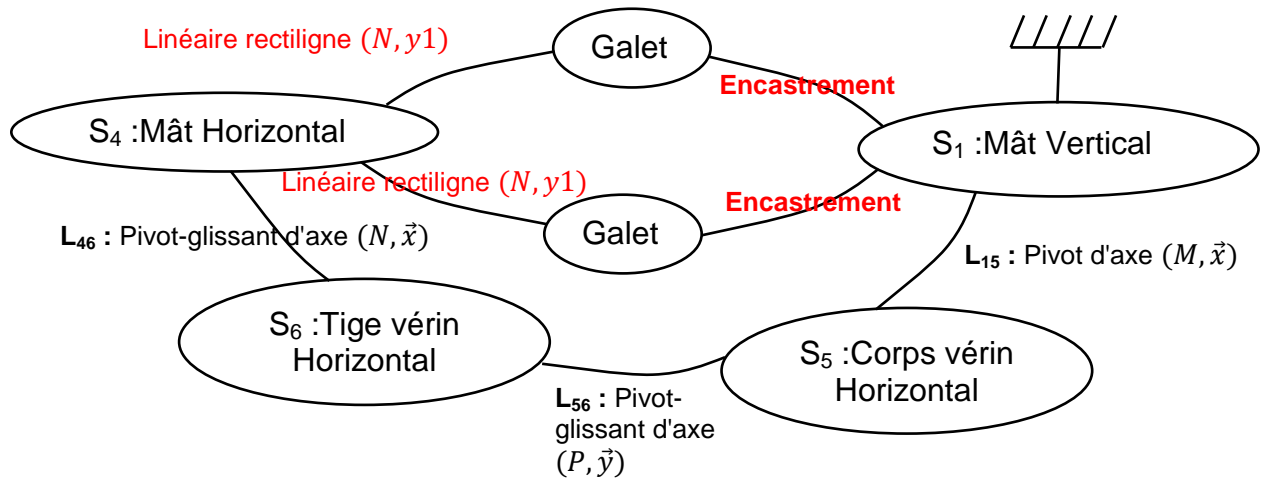 Linéaire rectiligne (N, y1)
Galet
Encastrement
S₄ :Mât Horizontal
S₁ :Mât Vertical
Linéaire rectiligne (N, y1)
Encastrement
Galet
L₄₆ : Pivot-glissant d'axe (N, x⃗)
L₁₅ : Pivot d'axe (M, x⃗)
S₆ :Tige vérin
Horizontal
S₅ :Corps vérin
Horizontal
L₅₆ : Pivot-
glissant d'axe
(P, y⃗)